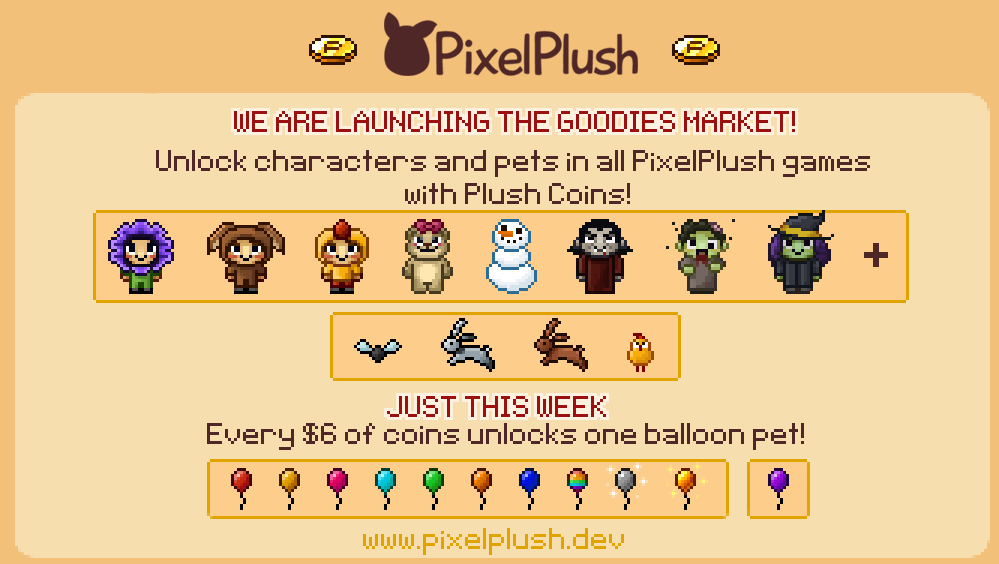 PixelPlush
WE ARE LAUNCHING THE GOODIES MARKET!
Unlock characters and pets in all PixelPlush games
with Plush Coins!
+
JUST THIS WEEK
Every $6 of coins unlocks one balloon pet!
www.pixelplush.dev